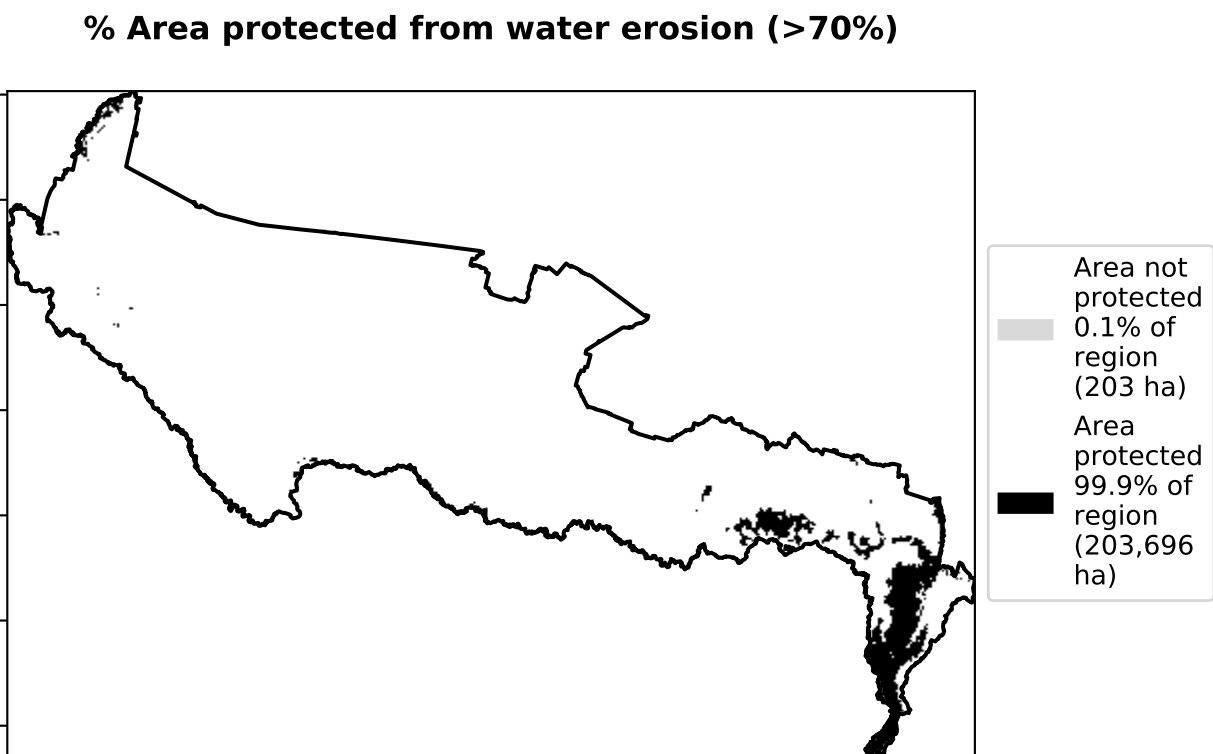 % Area protected from water erosion (>70%)
Area not
protected
0.1% of
region
(203 ha)
Area
protected
99.9% of
region
(203,696
ha)